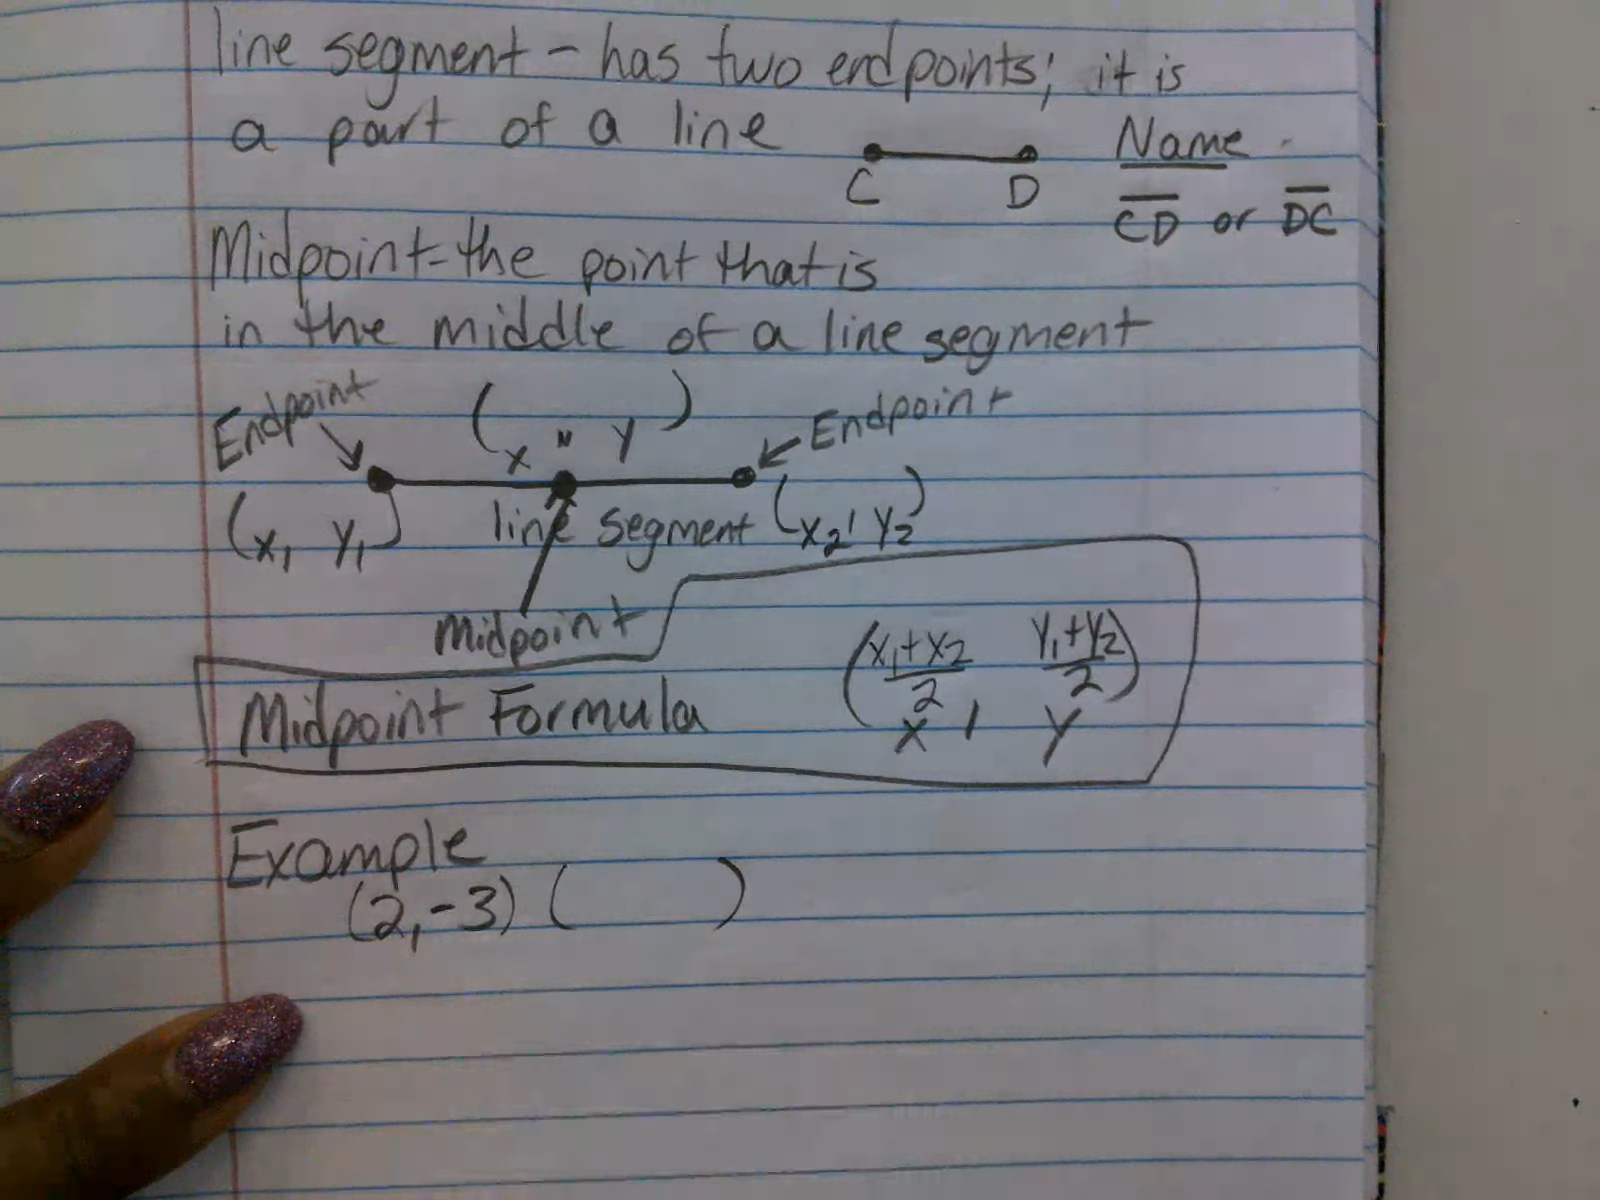 line segment - has two endpoints; it is
a part of a line
Name
C D
CD or DC
Midpoint - the point that is
in the middle of a line segment
Endpoint ( x , y ) Endpoint
(x₁ y₁) line segment (x₂, y₂)
Midpoint
Midpoint Formula (x₁+x₂/2, y₁+y₂/2)
x , y
Example
(2, -3) ( )